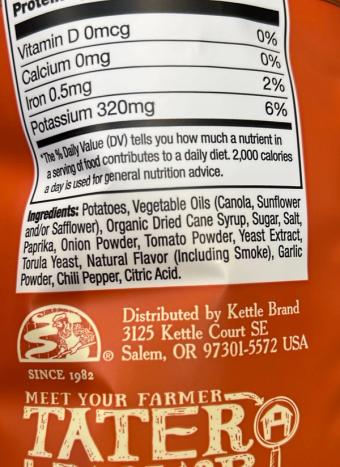 Vitamin D 0mcg 0%
Calcium 0mg 0%
Iron 0.5mg 2%
Potassium 320mg 6%
*The % Daily Value (DV) tells you how much a nutrient in
a serving of food contributes to a daily diet. 2,000 calories
a day is used for general nutrition advice.
Ingredients: Potatoes, Vegetable Oils (Canola, Sunflower
and/or Safflower), Organic Dried Cane Syrup, Sugar, Salt,
Paprika, Onion Powder, Tomato Powder, Yeast Extract,
Torula Yeast, Natural Flavor (Including Smoke), Garlic
Powder, Chili Pepper, Citric Acid.
Distributed by Kettle Brand
3125 Kettle Court SE
® Salem, OR 97301-5572 USA
SINCE 1982
MEET YOUR FARMER
TATER